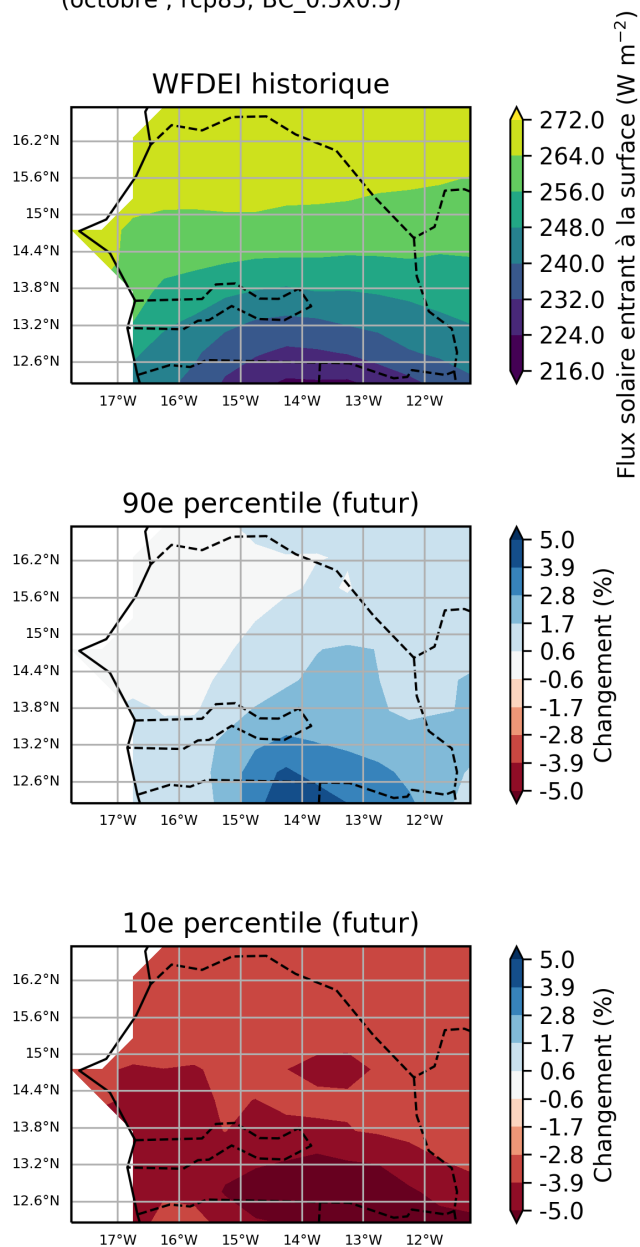 (octobre , rcp85, BC_0.5x0.5)
WFDEI historique
16.2°N
15.6°N
15°N
14.4°N
13.8°N
13.2°N
12.6°N
17°W 16°W 15°W 14°W 13°W 12°W
272.0
264.0
256.0
248.0
240.0
232.0
224.0
216.0
Flux solaire entrant à la surface (W m⁻²)
90e percentile (futur)
16.2°N
15.6°N
15°N
14.4°N
13.8°N
13.2°N
12.6°N
17°W 16°W 15°W 14°W 13°W 12°W
5.0
3.9
2.8
1.7
0.6
-0.6
-1.7
-2.8
-3.9
-5.0
Changement (%)
10e percentile (futur)
16.2°N
15.6°N
15°N
14.4°N
13.8°N
13.2°N
12.6°N
17°W 16°W 15°W 14°W 13°W 12°W
5.0
3.9
2.8
1.7
0.6
-0.6
-1.7
-2.8
-3.9
-5.0
Changement (%)